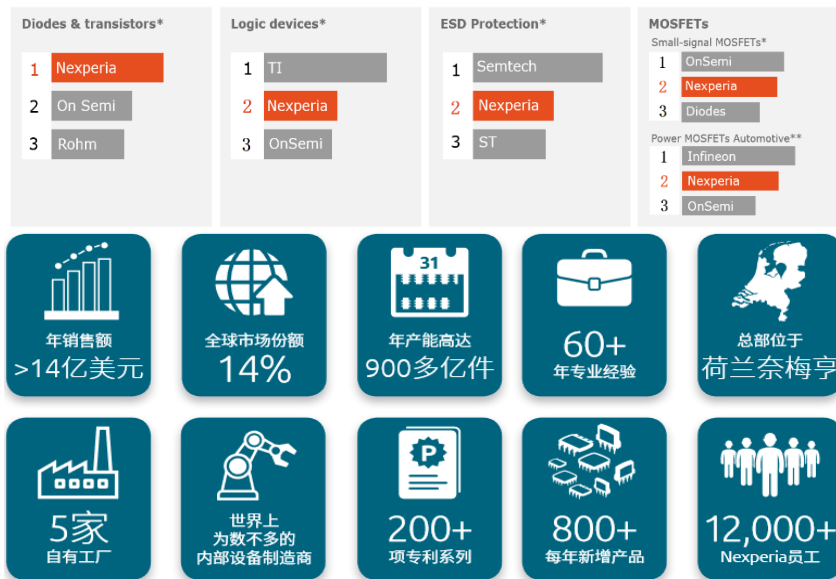 Diodes & transistors*
1 Nexperia
2 On Semi
3 Rohm
Logic devices*
1 TI
2 Nexperia
3 OnSemi
ESD Protection*
1 Semtech
2 Nexperia
3 ST
MOSFETs
Small-signal MOSFETs*
1 OnSemi
2 Nexperia
3 Diodes
Power MOSFETs Automotive**
1 Infineon
2 Nexperia
3 OnSemi
年销售额
>14亿美元
全球市场份额
14%
31
年产能高达
900多亿件
60+
年专业经验
总部位于
荷兰奈梅亨
5家
自有工厂
世界上
为数不多的
内部设备制造商
P
200+
项专利系列
800+
每年新增产品
12,000+
Nexperia员工